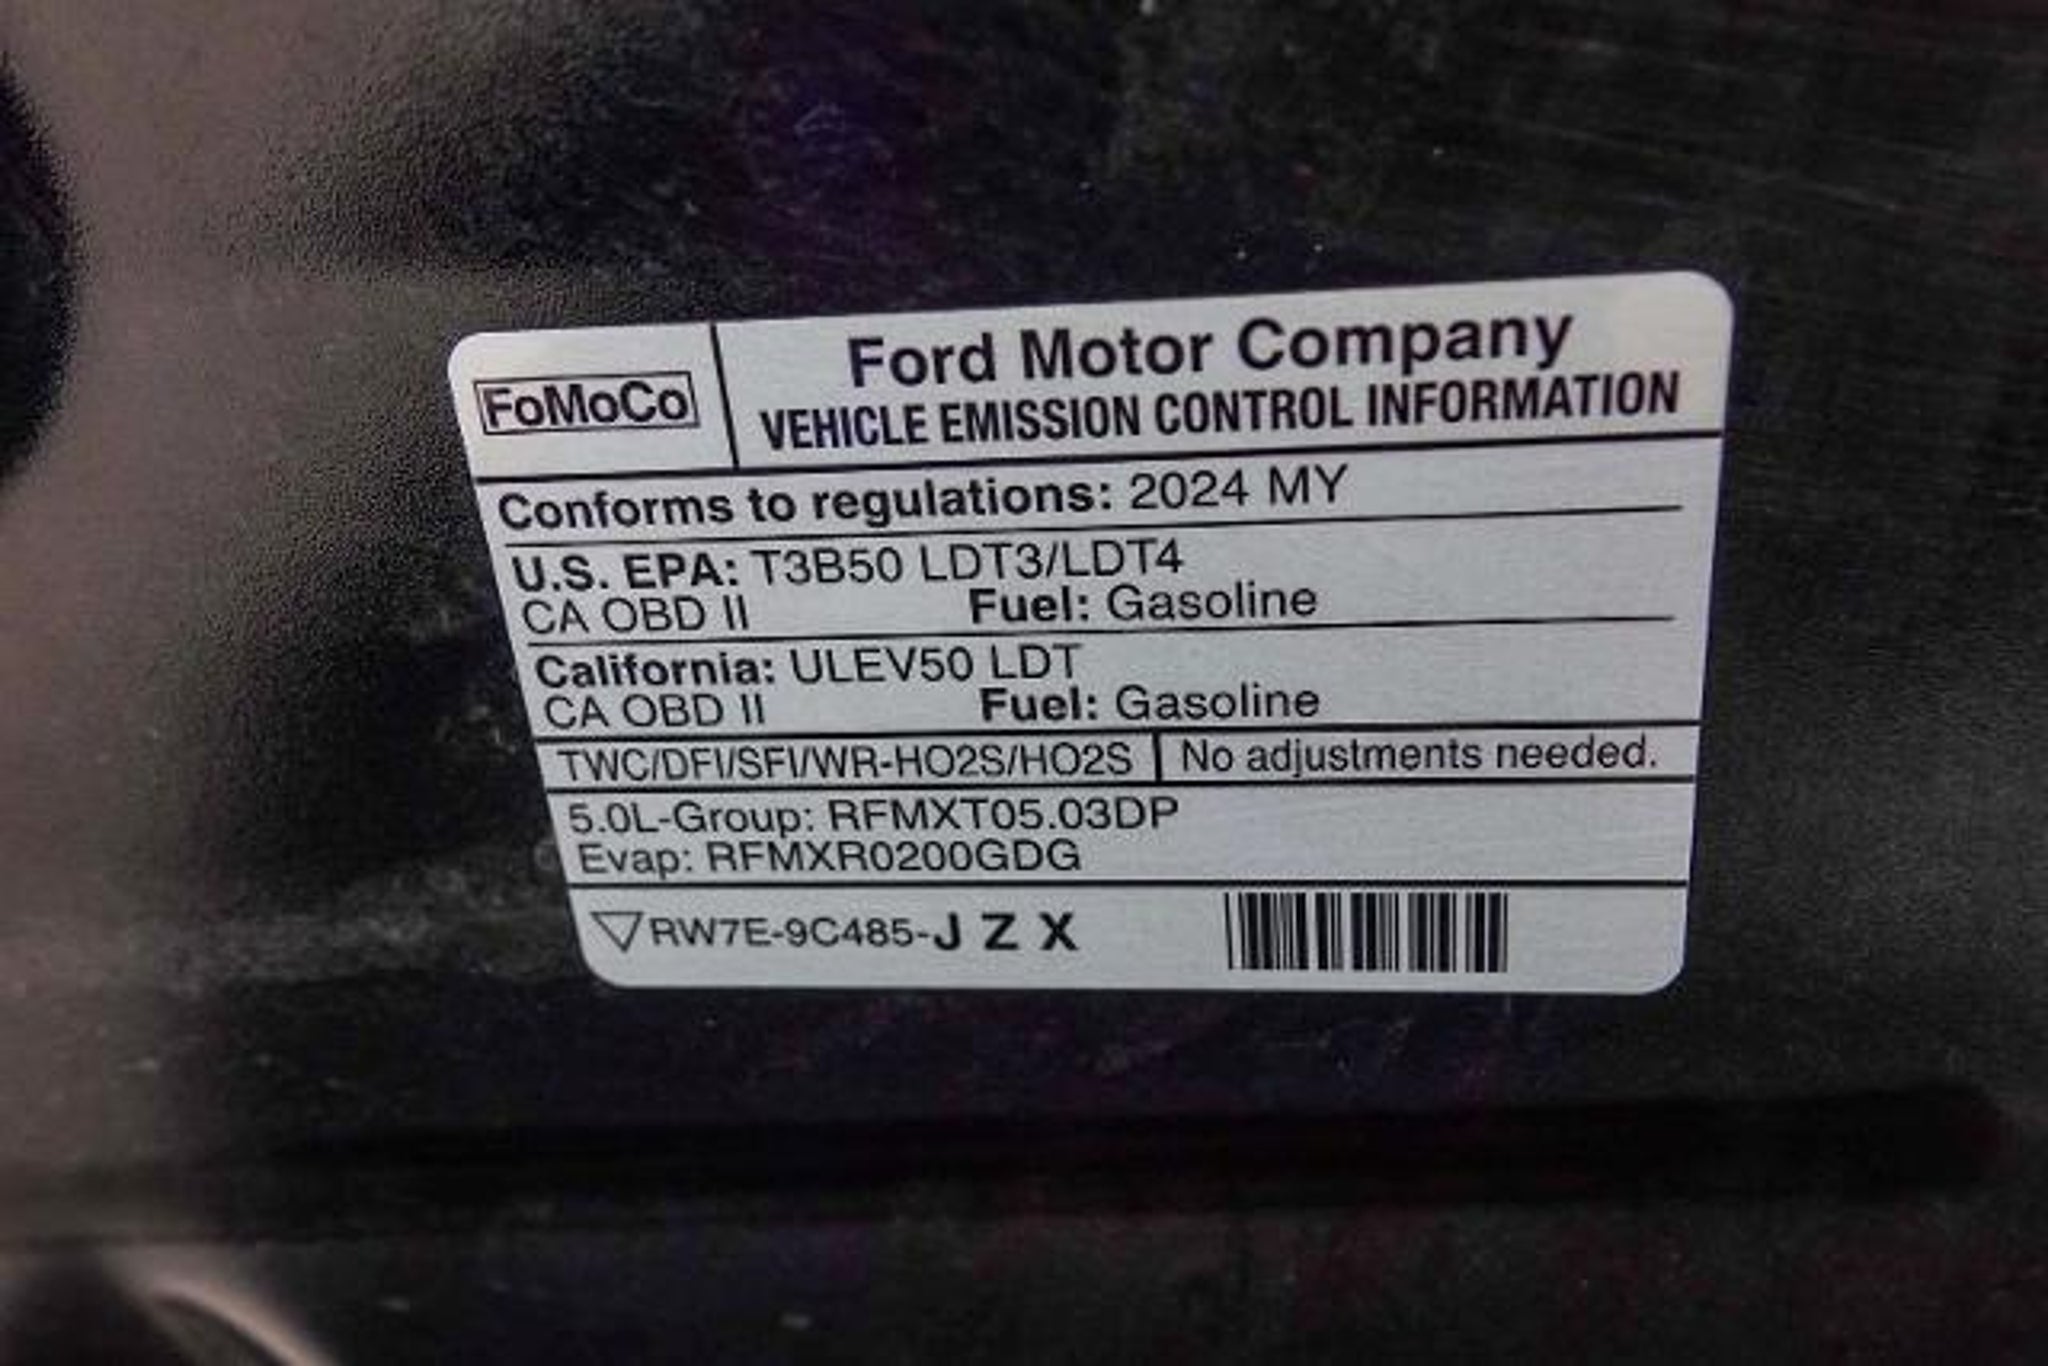 FoMoCo
Ford Motor Company
VEHICLE EMISSION CONTROL INFORMATION
Conforms to regulations: 2024 MY
U.S. EPA: T3B50 LDT3/LDT4
CA OBD II Fuel: Gasoline
California: ULEV50 LDT
CA OBD II Fuel: Gasoline
TWC/DFI/SFI/WR-HO2S/HO2S No adjustments needed.
5.0L-Group: RFMXT05.03DP
Evap: RFMXR0200GDG
RW7E-9C485-J Z X